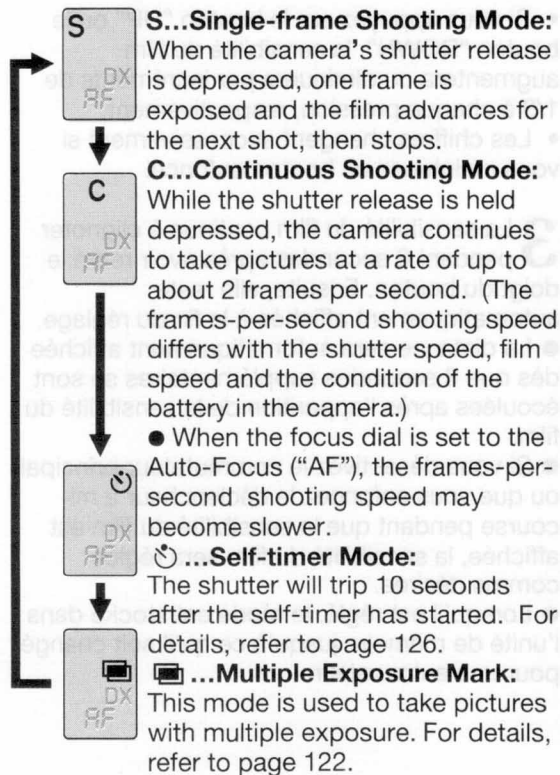 S
DX
AF
S...Single-frame Shooting Mode:
When the camera's shutter release
is depressed, one frame is
exposed and the film advances for
the next shot, then stops.
C
DX
AF
C...Continuous Shooting Mode:
While the shutter release is held
depressed, the camera continues
to take pictures at a rate of up to
about 2 frames per second. (The
frames-per-second shooting speed
differs with the shutter speed, film
speed and the condition of the
battery in the camera.)
● When the focus dial is set to the
Auto-Focus (“AF”), the frames-per-
second shooting speed may
become slower.
DX
AF
...Self-timer Mode:
The shutter will trip 10 seconds
after the self-timer has started. For
details, refer to page 126.
DX
AF
...Multiple Exposure Mark:
This mode is used to take pictures
with multiple exposure. For details,
refer to page 122.